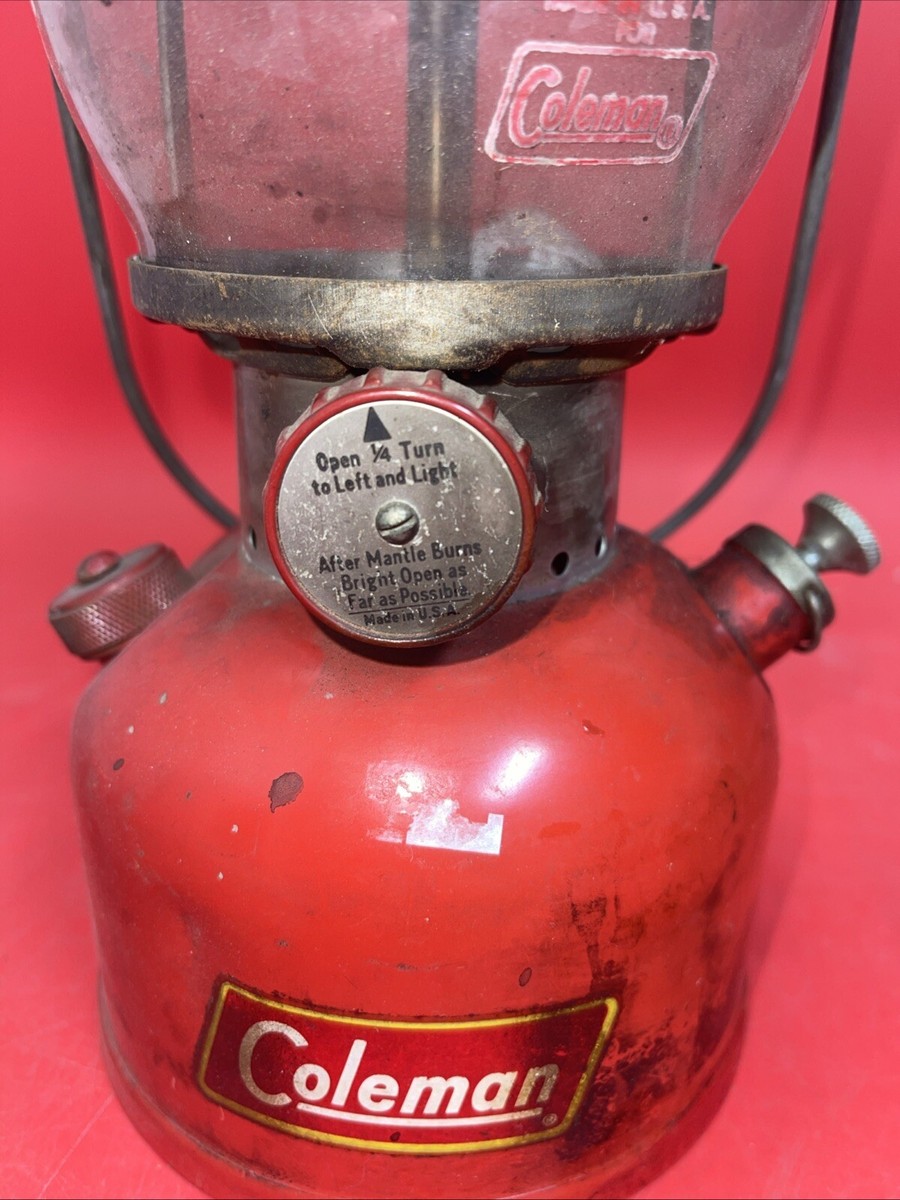 U.S.A.
FOR
Coleman®
Open ¼ Turn
to Left and Light
After Mantle Burns
Bright Open as
Far as Possible
Made in U.S.A.
Coleman
®